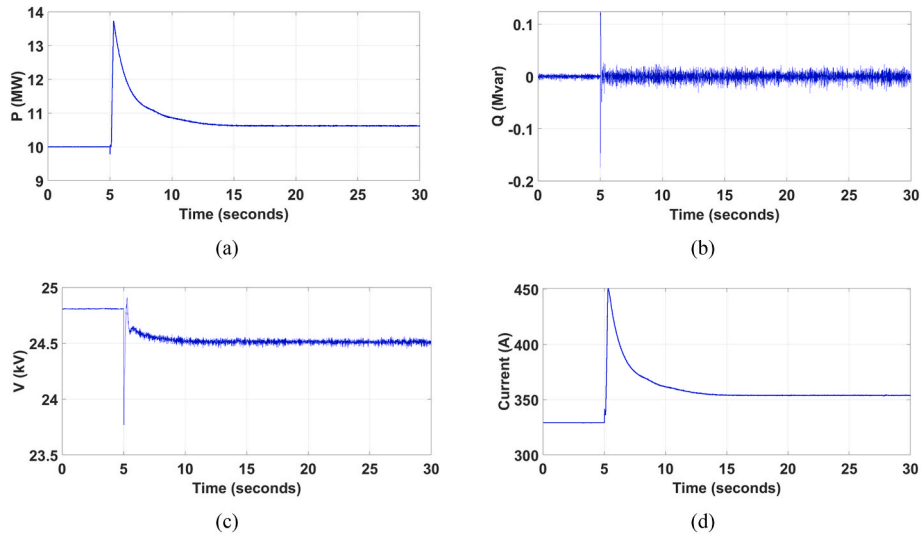 14
13
12
11
10
9
P (MW)
0 5 10 15 20 25 30
Time (seconds)
(a)
0.1
0
-0.1
-0.2
Q (Mvar)
0 5 10 15 20 25 30
Time (seconds)
(b)
25
24.5
24
23.5
V (kV)
0 5 10 15 20 25 30
Time (seconds)
(c)
450
400
350
300
Current (A)
0 5 10 15 20 25 30
Time (seconds)
(d)